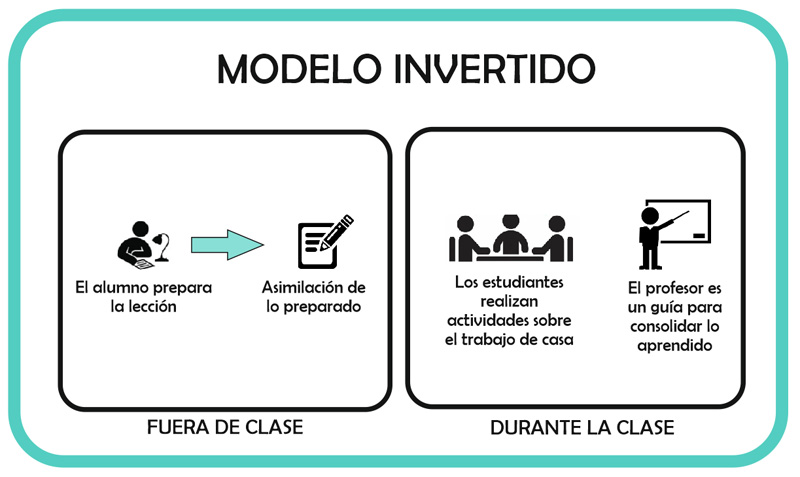 MODELO INVERTIDO
El alumno prepara
la lección
Asimilación de
lo preparado
FUERA DE CLASE
Los estudiantes
realizan
actividades sobre
el trabajo de casa
El profesor es
un guía para
consolidar lo
aprendido
DURANTE LA CLASE